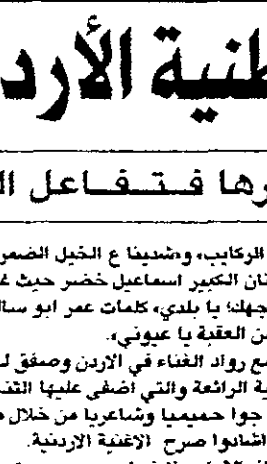 طنية الأرد
رها فتفاعل ال
الركايب، وشدينا ع الخيل الضمر
نان الكبير اسماعيل خضر حيث غ
جهك؛ يا بلدي، كلمات عمر ابو سال
ن العقبة يا عيوني».
مع رواد الغناء في الاردن وصفق ل
ية الرائعة والتي اضفى عليها الفن
جوا حميميا وشاعريا من خلال
اشادوا صرح الاغنية الاردنية.